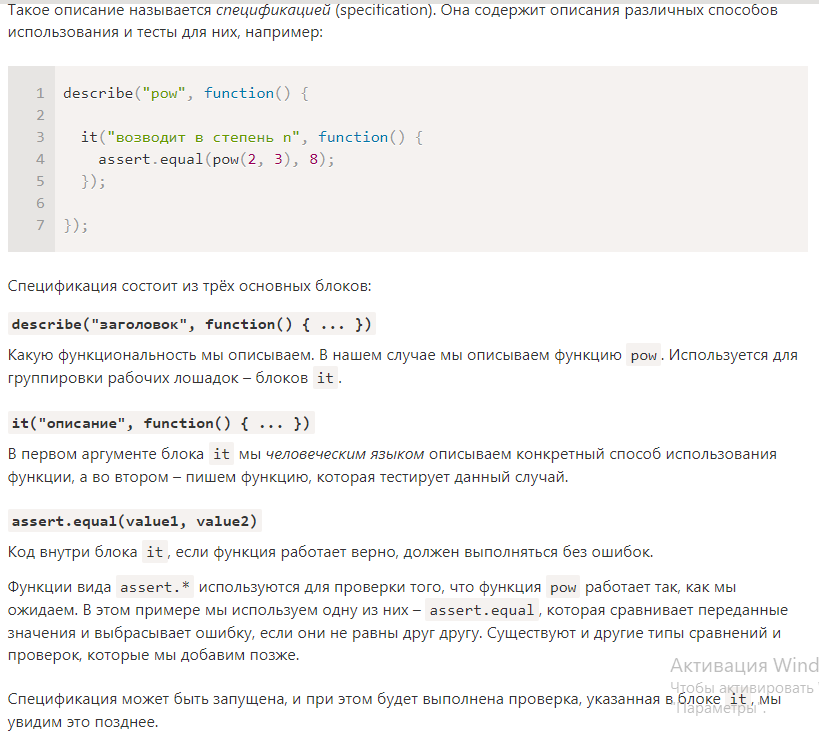 Такое описание называется спецификацией (specification). Она содержит описания различных способов
использования и тесты для них, например:
1 describe("pow", function() {
2
3   it("возводит в степень n", function() {
4     assert.equal(pow(2, 3), 8);
5   });
6
7 });
Спецификация состоит из трёх основных блоков:
describe("заголовок", function() { ... })
Какую функциональность мы описываем. В нашем случае мы описываем функцию pow. Используется для
группировки рабочих лошадок – блоков it.
it("описание", function() { ... })
В первом аргументе блока it мы человеческим языком описываем конкретный способ использования
функции, а во втором – пишем функцию, которая тестирует данный случай.
assert.equal(value1, value2)
Код внутри блока it, если функция работает верно, должен выполняться без ошибок.
Функции вида assert.* используются для проверки того, что функция pow работает так, как мы
ожидаем. В этом примере мы используем одну из них – assert.equal, которая сравнивает переданные
значения и выбрасывает ошибку, если они не равны друг другу. Существуют и другие типы сравнений и
проверок, которые мы добавим позже.
Активация Wind
Чтобы активировать
Спецификация может быть запущена, и при этом будет выполнена проверка, указанная в блоке it, мы
"Параметры".
увидим это позднее.